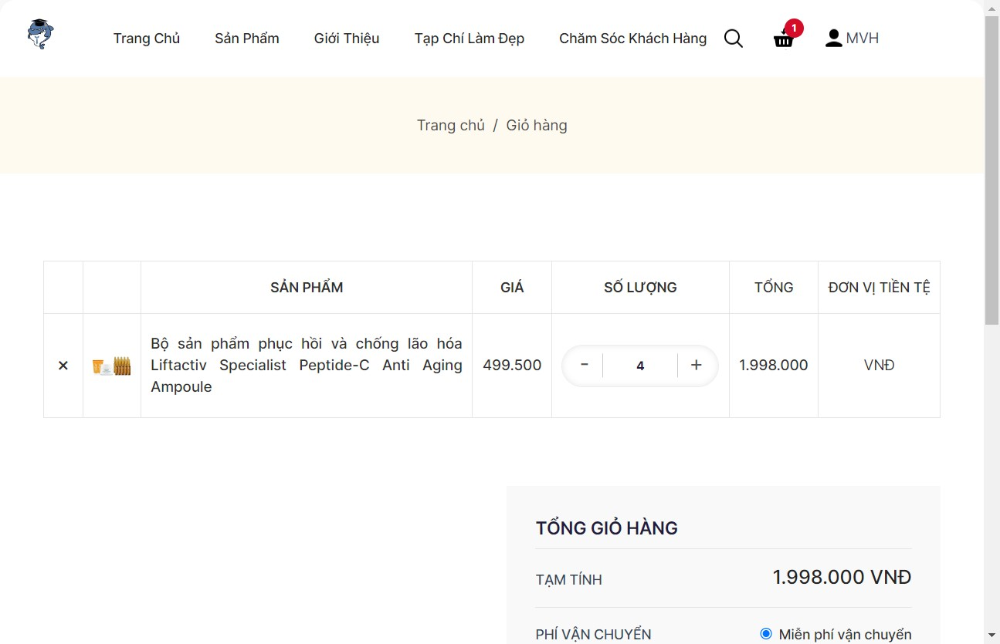 Trang Chủ Sản Phẩm Giới Thiệu Tạp Chí Làm Đẹp Chăm Sóc Khách Hàng 1 MVH
Trang chủ / Giỏ hàng
SẢN PHẨM GIÁ SỐ LƯỢNG TỔNG ĐƠN VỊ TIỀN TỆ
Bộ sản phẩm phục hồi và chống lão hóa
Liftactiv Specialist Peptide-C Anti Aging
Ampoule
499.500 - 4 + 1.998.000 VNĐ
TỔNG GIỎ HÀNG
TẠM TÍNH 1.998.000 VNĐ
PHÍ VẬN CHUYỂN Miễn phí vận chuyển